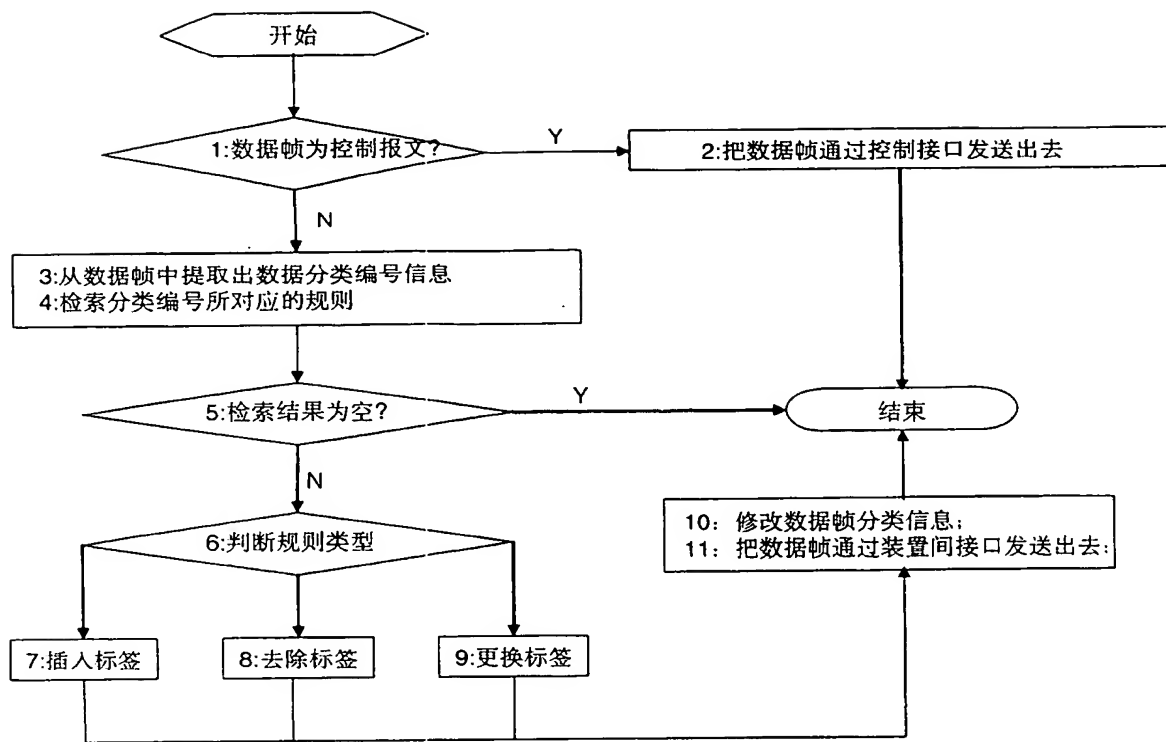 开始
1:数据帧为控制报文?
Y
2:把数据帧通过控制接口发送出去
N
3:从数据帧中提取出数据分类编号信息
4:检索分类编号所对应的规则
5:检索结果为空?
Y
结束
N
6:判断规则类型
10：修改数据帧分类信息；
11：把数据帧通过装置间接口发送出去；
7:插入标签
8:去除标签
9:更换标签